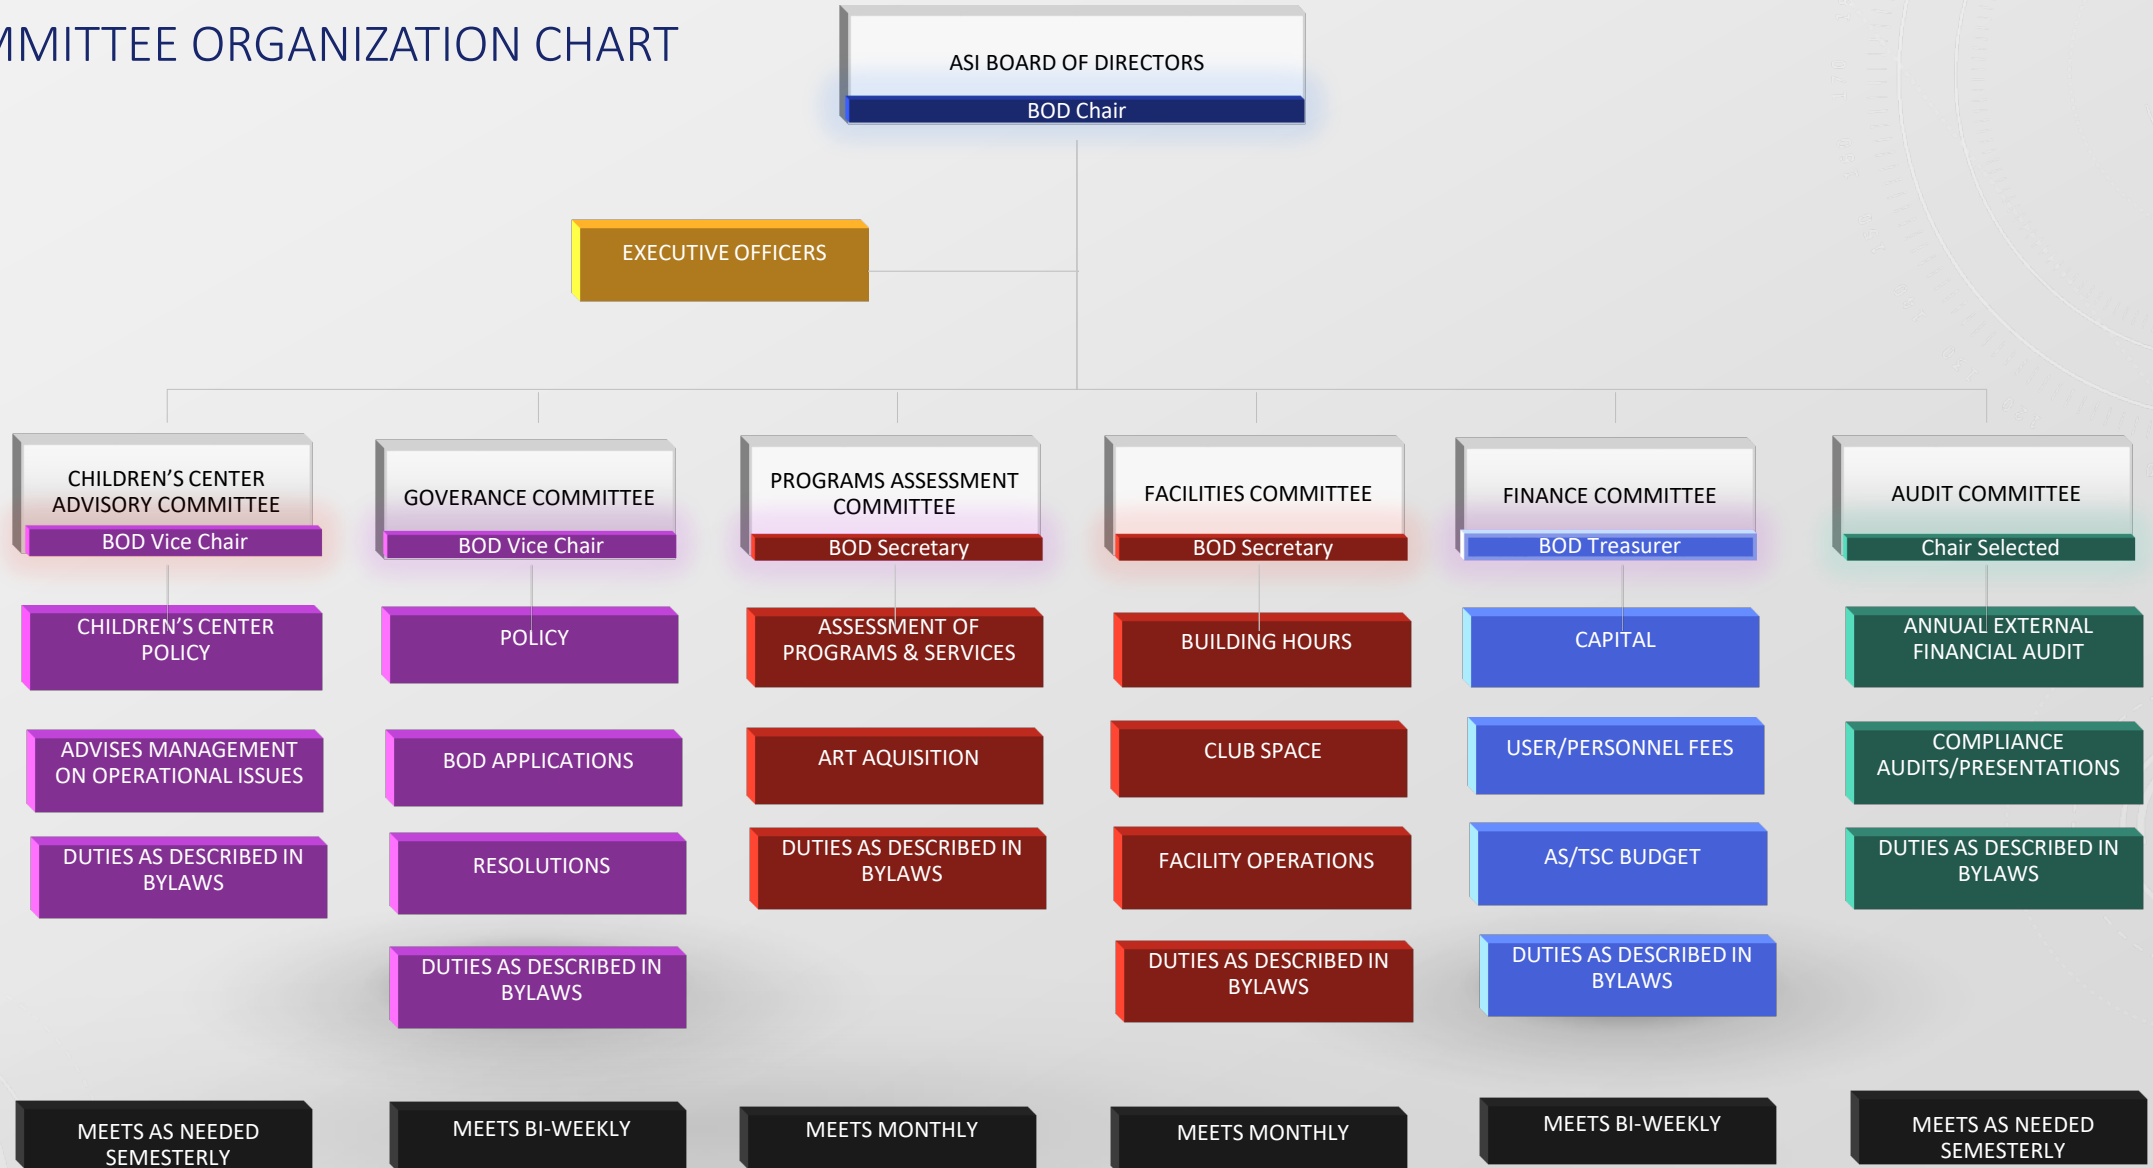 MMITTEE ORGANIZATION CHART
ASI BOARD OF DIRECTORS
BOD Chair
EXECUTIVE OFFICERS
CHILDREN'S CENTER
ADVISORY COMMITTEE
BOD Vice Chair
CHILDREN'S CENTER
POLICY
ADVISES MANAGEMENT
ON OPERATIONAL ISSUES
DUTIES AS DESCRIBED IN
BYLAWS
MEETS AS NEEDED
SEMESTERLY
GOVERANCE COMMITTEE
BOD Vice Chair
POLICY
BOD APPLICATIONS
RESOLUTIONS
DUTIES AS DESCRIBED IN
BYLAWS
MEETS BI-WEEKLY
PROGRAMS ASSESSMENT
COMMITTEE
BOD Secretary
ASSESSMENT OF
PROGRAMS & SERVICES
ART AQUISITION
DUTIES AS DESCRIBED IN
BYLAWS
MEETS MONTHLY
FACILITIES COMMITTEE
BOD Secretary
BUILDING HOURS
CLUB SPACE
FACILITY OPERATIONS
DUTIES AS DESCRIBED IN
BYLAWS
MEETS MONTHLY
FINANCE COMMITTEE
BOD Treasurer
CAPITAL
USER/PERSONNEL FEES
AS/TSC BUDGET
DUTIES AS DESCRIBED IN
BYLAWS
MEETS BI-WEEKLY
AUDIT COMMITTEE
Chair Selected
ANNUAL EXTERNAL
FINANCIAL AUDIT
COMPLIANCE
AUDITS/PRESENTATIONS
DUTIES AS DESCRIBED IN
BYLAWS
MEETS AS NEEDED
SEMESTERLY